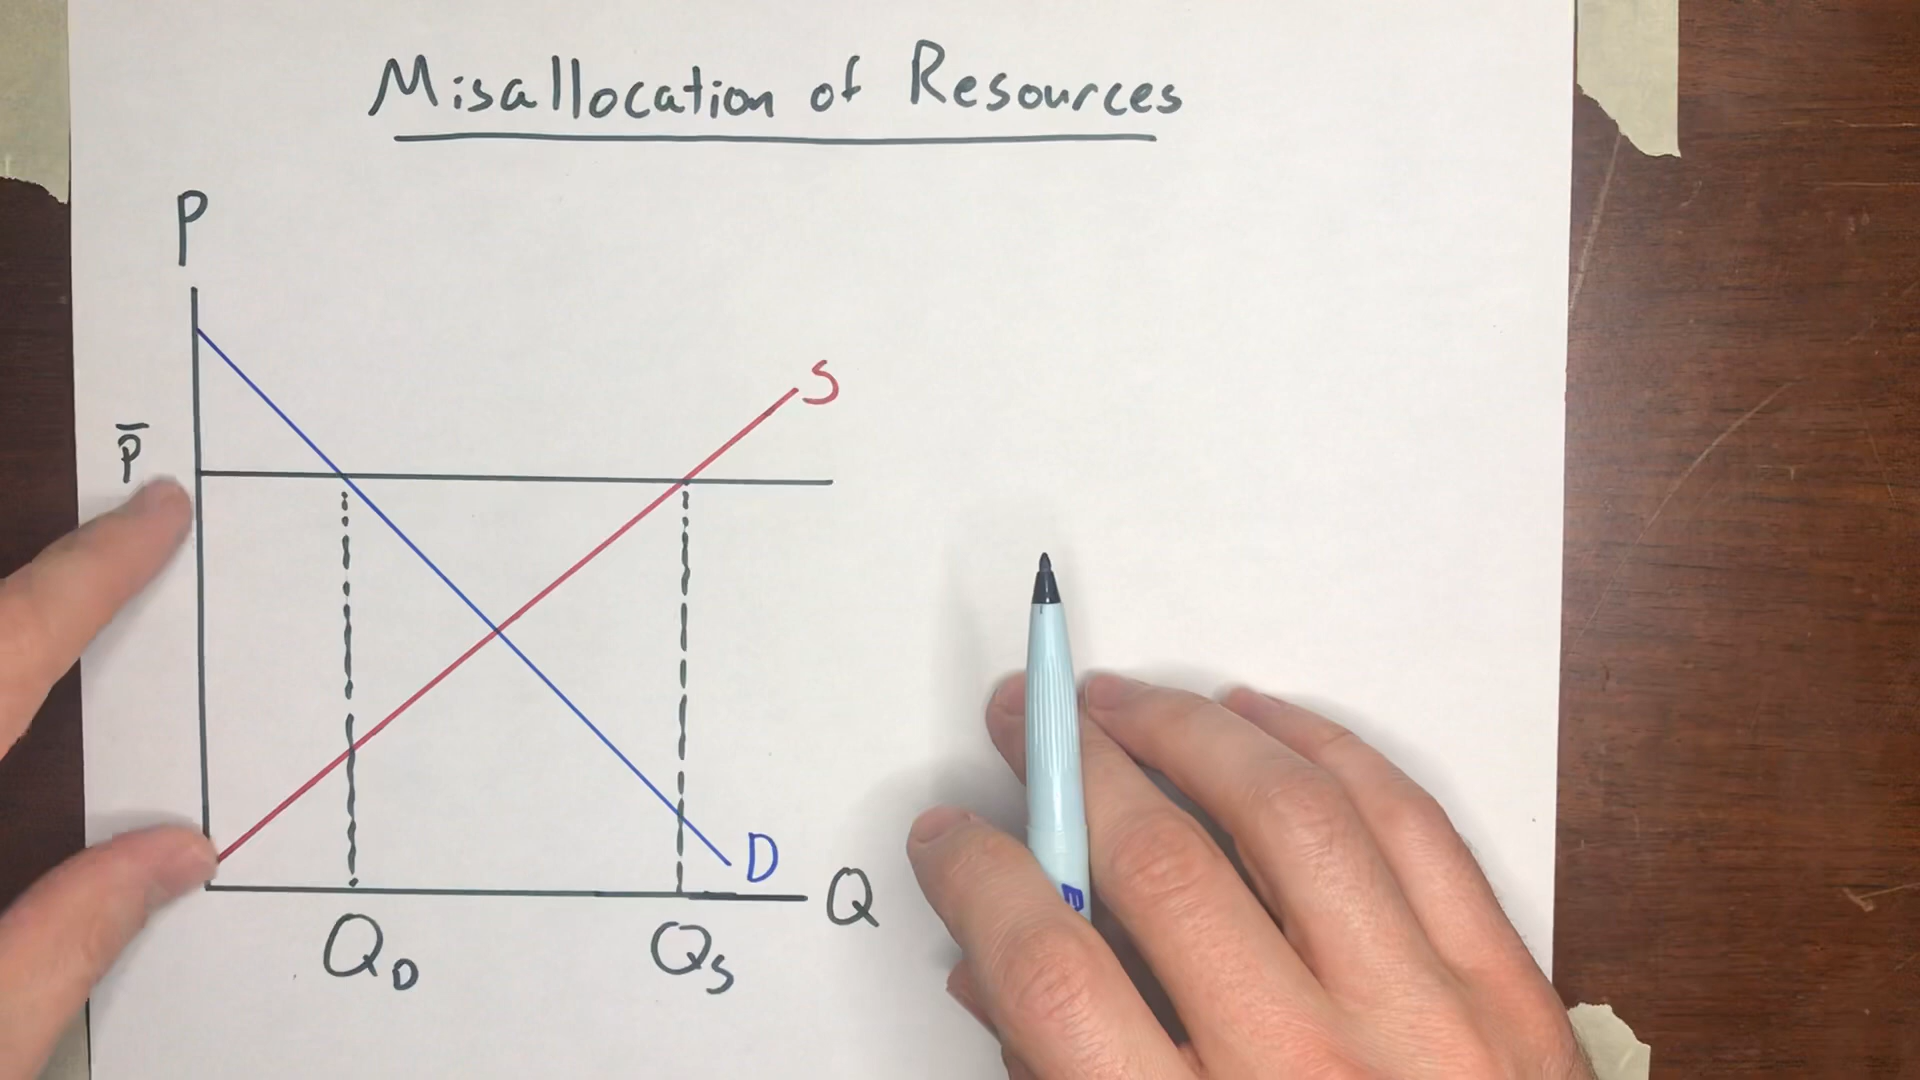 Misallocation of Resources
P
S
P̅
D
Q
Q_D
Q_S